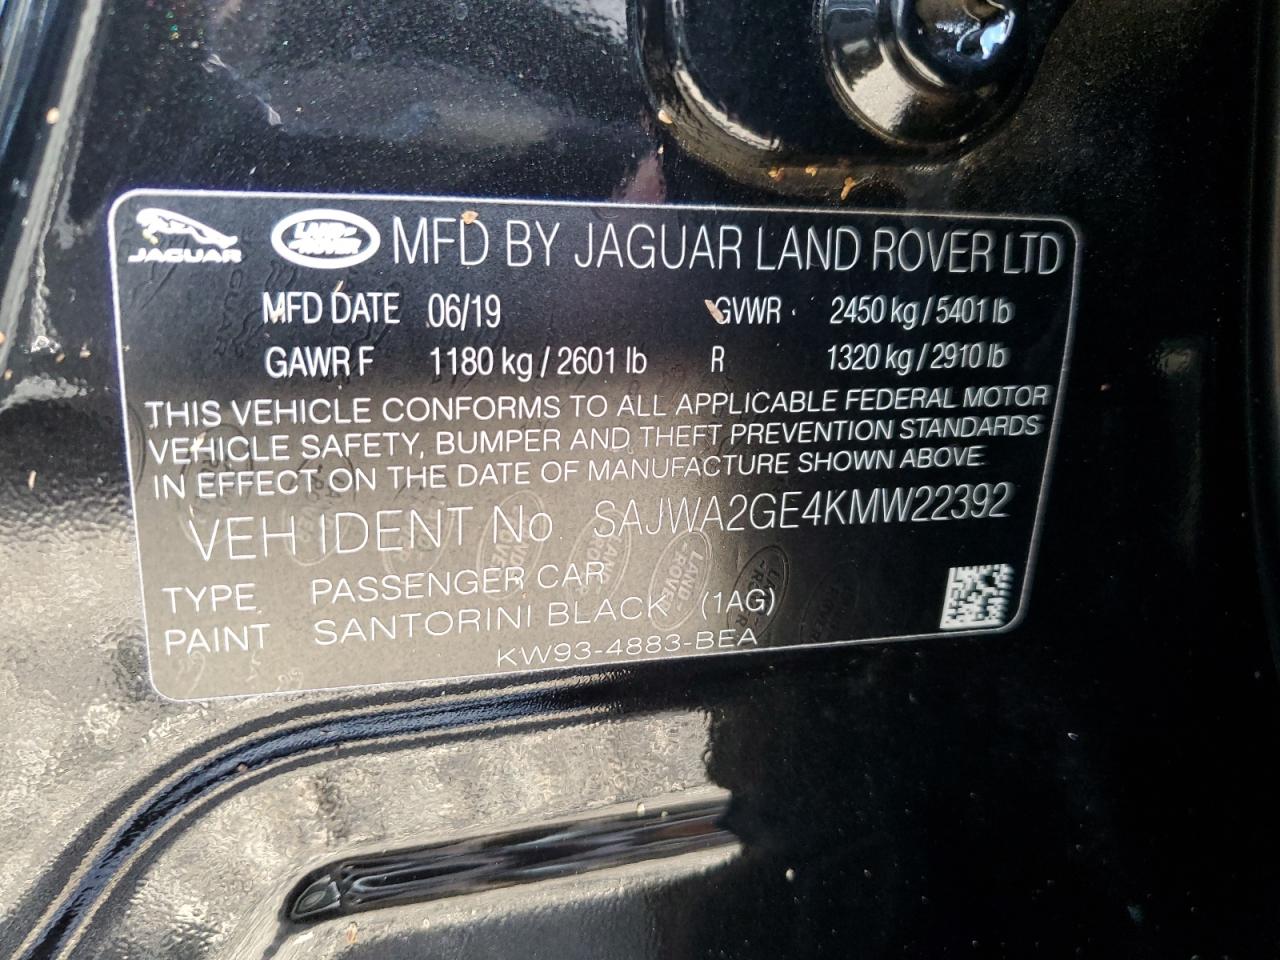 JAGUAR LAND ROVER MFD BY JAGUAR LAND ROVER LTD
MFD DATE 06/19 GVWR 2450 kg / 5401 lb
GAWR F 1180 kg / 2601 lb R 1320 kg / 2910 lb
THIS VEHICLE CONFORMS TO ALL APPLICABLE FEDERAL MOTOR
VEHICLE SAFETY, BUMPER AND THEFT PREVENTION STANDARDS
IN EFFECT ON THE DATE OF MANUFACTURE SHOWN ABOVE
VEH IDENT No SAJWA2GE4KMW22392
TYPE PASSENGER CAR
PAINT SANTORINI BLACK (1AG)
KW93-4883-BEA